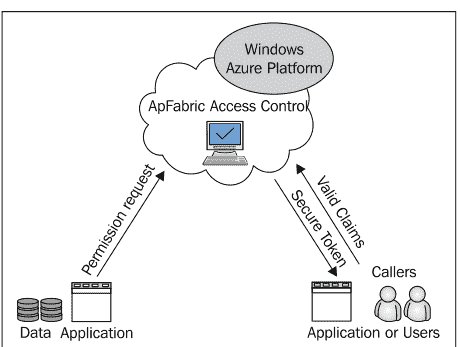 Windows
Azure Platform
ApFabric Access Control
Permission request
Secure Token
Valid Claims
Callers
Data
Application
Application or Users